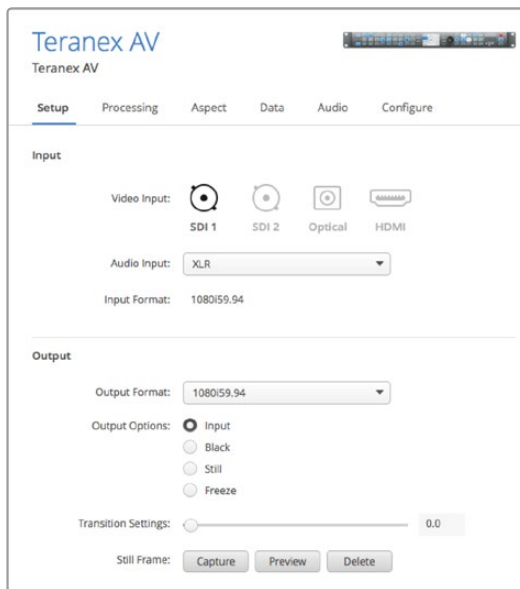 Teranex AV
Teranex AV
Setup Processing Aspect Data Audio Configure
Input
Video Input:
SDI 1 SDI 2 Optical HDMI
Audio Input: XLR
Input Format: 1080i59.94
Output
Output Format: 1080i59.94
Output Options: Input
Black
Still
Freeze
Transition Settings: 0.0
Still Frame: Capture Preview Delete